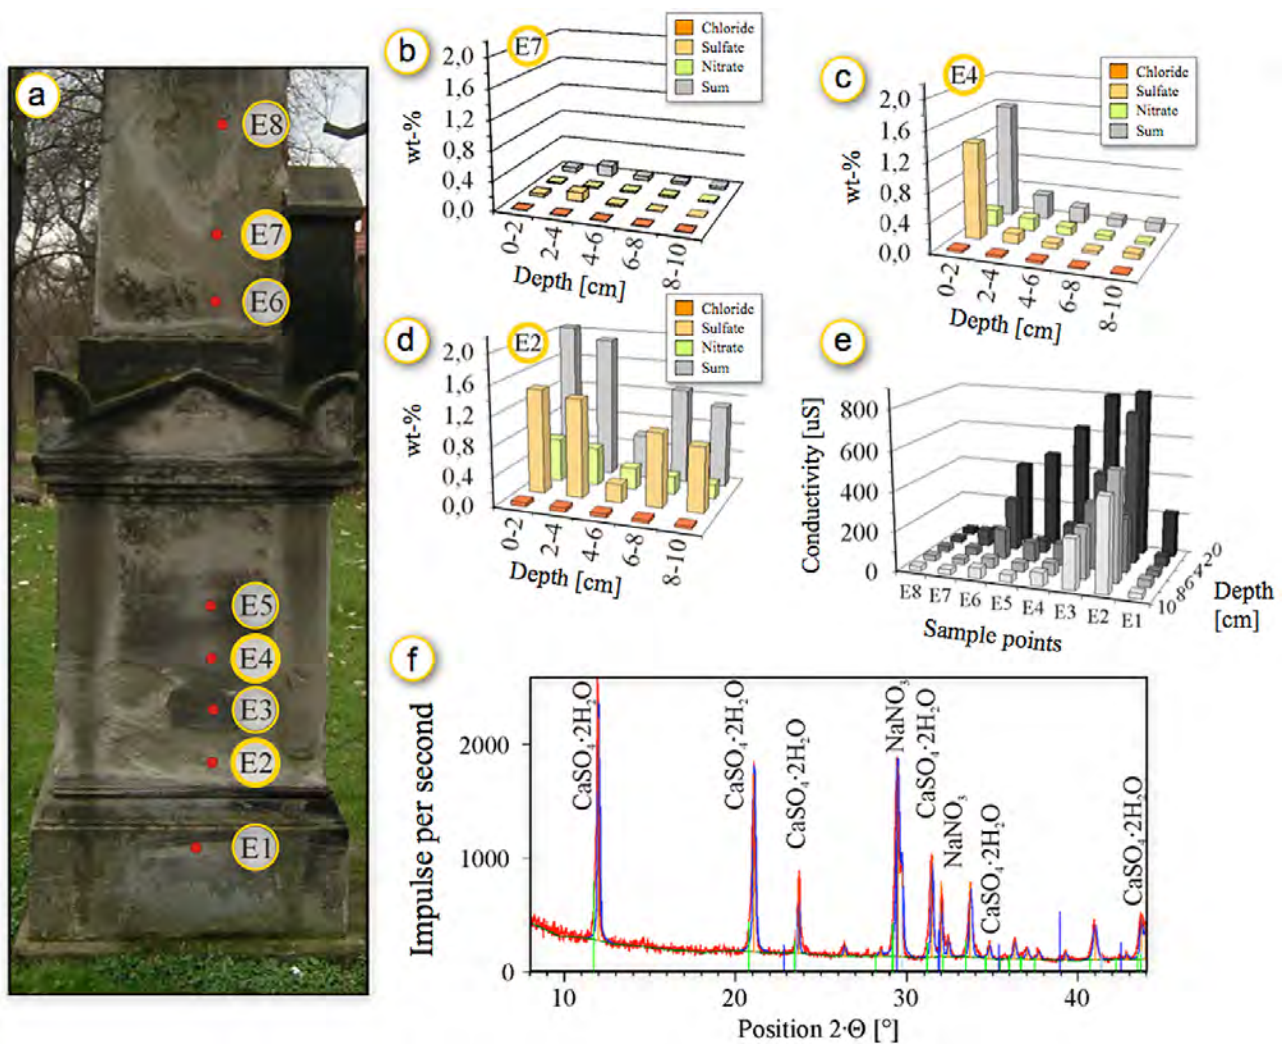 a
E8
E7
E6
E5
E4
E3
E2
E1
b
E7
Chloride
Sulfate
Nitrate
Sum
wt-%
2,0
1,6
1,2
0,8
0,4
0,0
0-2
2-4
4-6
6-8
8-10
Depth [cm]
c
E4
Chloride
Sulfate
Nitrate
Sum
wt-%
2,0
1,6
1,2
0,8
0,4
0,0
0-2
2-4
4-6
6-8
8-10
Depth [cm]
d
E2
Chloride
Sulfate
Nitrate
Sum
wt-%
2,0
1,6
1,2
0,8
0,4
0,0
0-2
2-4
4-6
6-8
8-10
Depth [cm]
e
Conductivity [uS]
800
600
400
200
0
E8 E7 E6 E5 E4 E3 E2 E1
Sample points
10 8 6 4 2 0
Depth
[cm]
f
Impulse per second
2000
1000
0
CaSO₄·2H₂O
CaSO₄·2H₂O
CaSO₄·2H₂O
NaNO₃
CaSO₄·2H₂O
NaNO₃
CaSO₄·2H₂O
CaSO₄·2H₂O
10 20 30 40
Position 2·Θ [°]